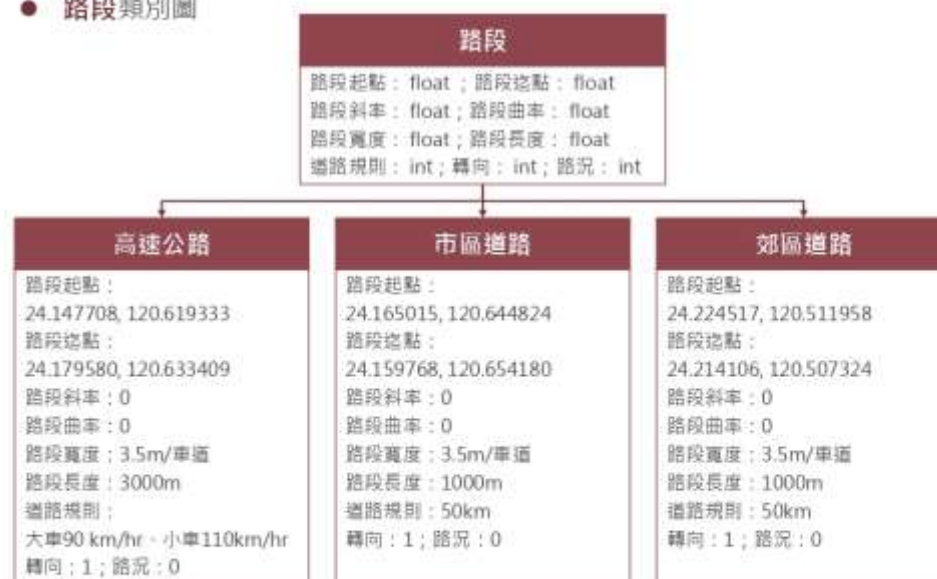 ● 路段類別圖
路段
路段起點： float ；路段迄點： float
路段斜率： float；路段曲率： float
路段寬度： float；路段長度： float
道路規則： int；轉向： int；路況： int
高速公路
路段起點：
24.147708, 120.619333
路段迄點：
24.179580, 120.633409
路段斜率：0
路段曲率：0
路段寬度：3.5m/車道
路段長度：3000m
道路規則：
大車90 km/hr、小車110km/hr
轉向：1；路況：0
市區道路
路段起點：
24.165015, 120.644824
路段迄點：
24.159768, 120.654180
路段斜率：0
路段曲率：0
路段寬度：3.5m/車道
路段長度：1000m
道路規則：50km
轉向：1；路況：0
郊區道路
路段起點：
24.224517, 120.511958
路段迄點：
24.214106, 120.507324
路段斜率：0
路段曲率：0
路段寬度：3.5m/車道
路段長度：1000m
道路規則：50km
轉向：1；路況：0